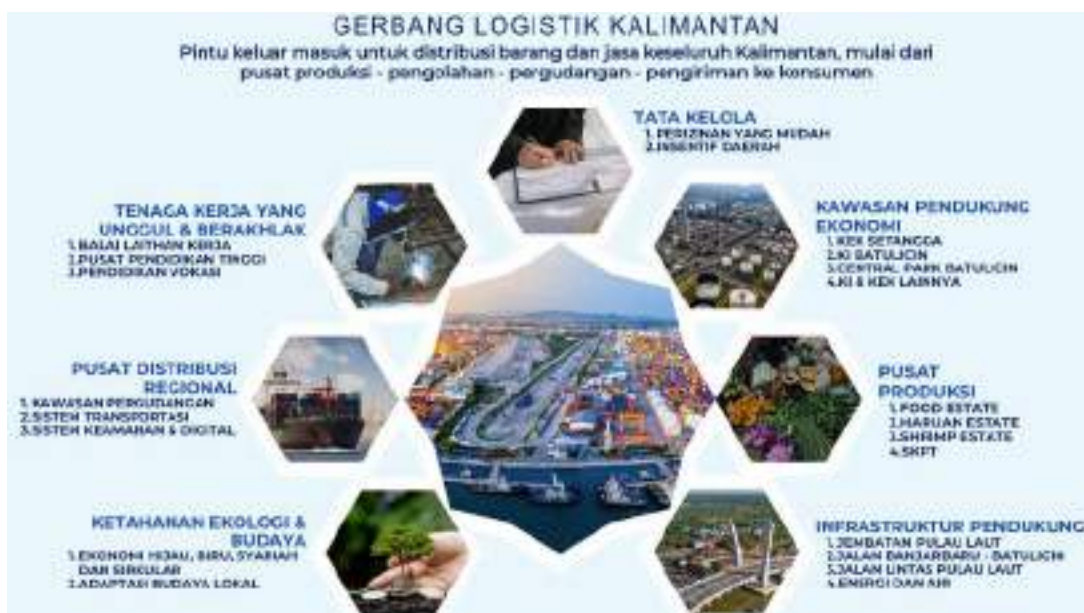 GERBANG LOGISTIK KALIMANTAN
Pintu keluar masuk untuk distribusi barang dan jasa keseluruh Kalimantan, mulai dari
pusat produksi - pengolahan - pergudangan - pengiriman ke konsumen
TATA KELOLA
1. PERIZINAN YANG MUDAH
2. INSENTIF DAERAH
TENAGA KERJA YANG
UNGGUL & BERAKHLAK
1. BALAI LATIHAN KERJA
2. PUSAT PENDIDIKAN TINGGI
3. PENDIDIKAN VOKASI
KAWASAN PENDUKUNG
EKONOMI
1. KEK SETANGGA
2. KI BATULICIN
3. CENTRAL PARK BATULICIN
4. KI & KEK LAINNYA
PUSAT DISTRIBUSI
REGIONAL
1. KAWASAN PERGUDANGAN
2. SISTEM TRANSPORTASI
3. SISTEM KEAMANAN & DIGITAL
PUSAT
PRODUKSI
1. FOOD ESTATE
2. HARUAN ESTATE
3. SHRIMP ESTATE
4. SKPT
KETAHANAN EKOLOGI &
BUDAYA
1. EKONOMI HIJAU, BIRU, SYARIAH
DAN SIRKULAR
2. ADAPTASI BUDAYA LOKAL
INFRASTRUKTUR PENDUKUNG
1. JEMBATAN PULAU LAUT
2. JALAN BANJARBARU - BATULICIN
3. JALAN LINTAS PULAU LAUT
4. ENERGI DAN AIR